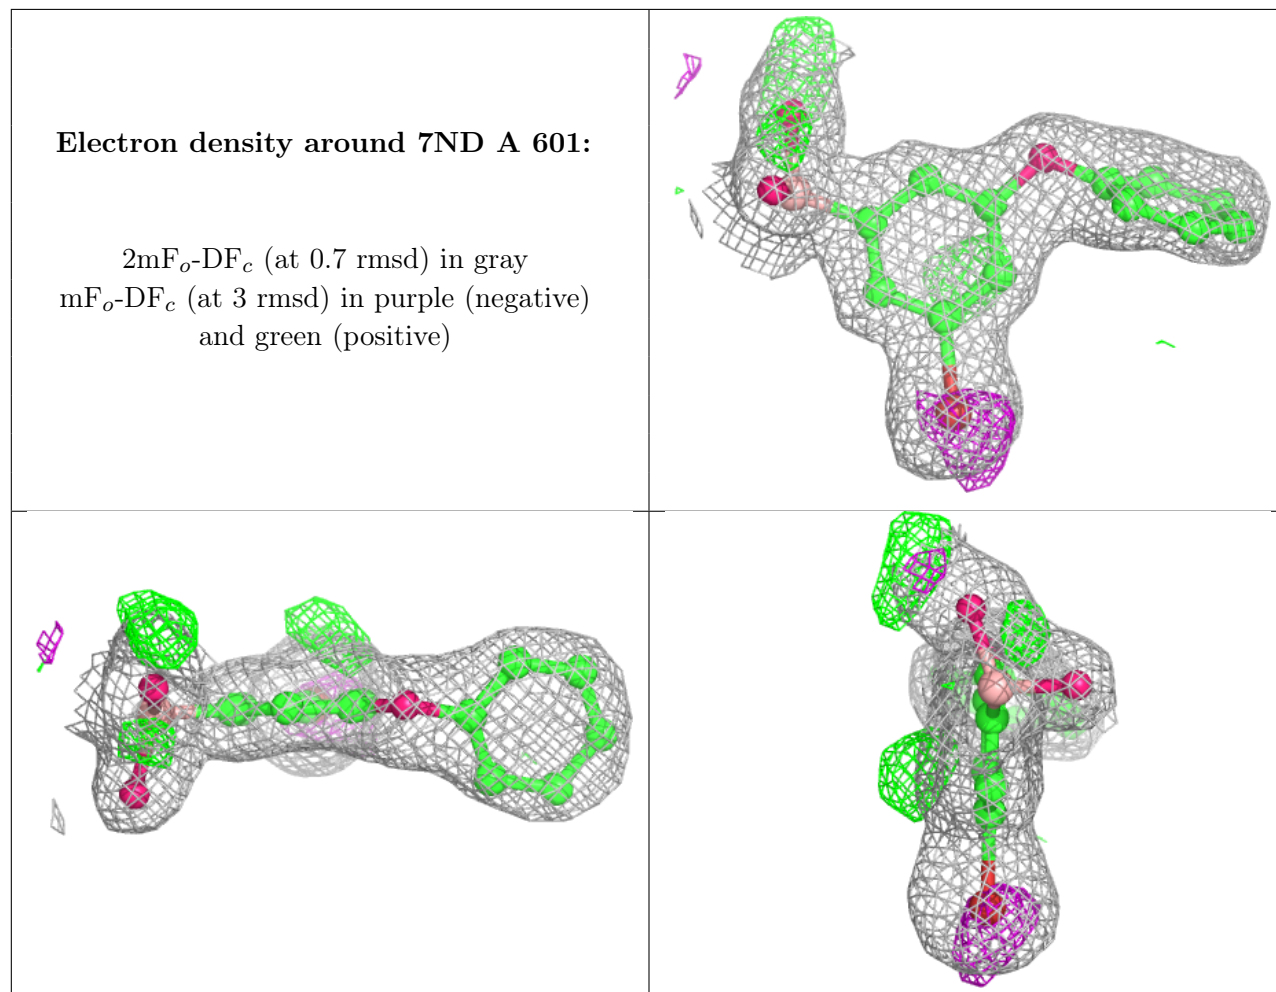 Electron density around 7ND A 601:
2mFo-DFc (at 0.7 rmsd) in gray
mFo-DFc (at 3 rmsd) in purple (negative)
and green (positive)